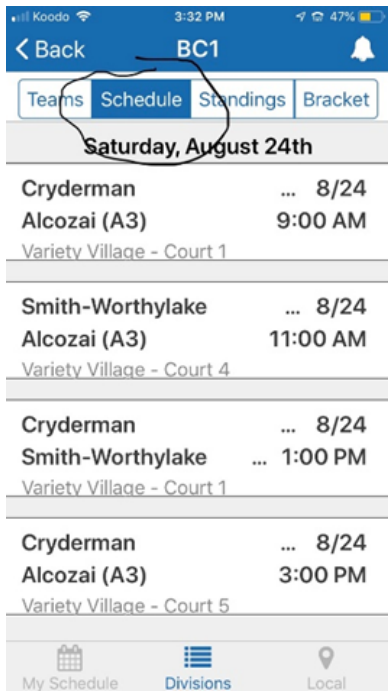 Koodo 3:32 PM 47%
Back BC1
Teams Schedule Standings Bracket
Saturday, August 24th
Cryderman ... 8/24
Alcozai (A3) 9:00 AM
Variety Village - Court 1
Smith-Worthylake ... 8/24
Alcozai (A3) 11:00 AM
Variety Village - Court 4
Cryderman ... 8/24
Smith-Worthylake ... 1:00 PM
Variety Village - Court 1
Cryderman ... 8/24
Alcozai (A3) 3:00 PM
Variety Village - Court 5
My Schedule Divisions Local